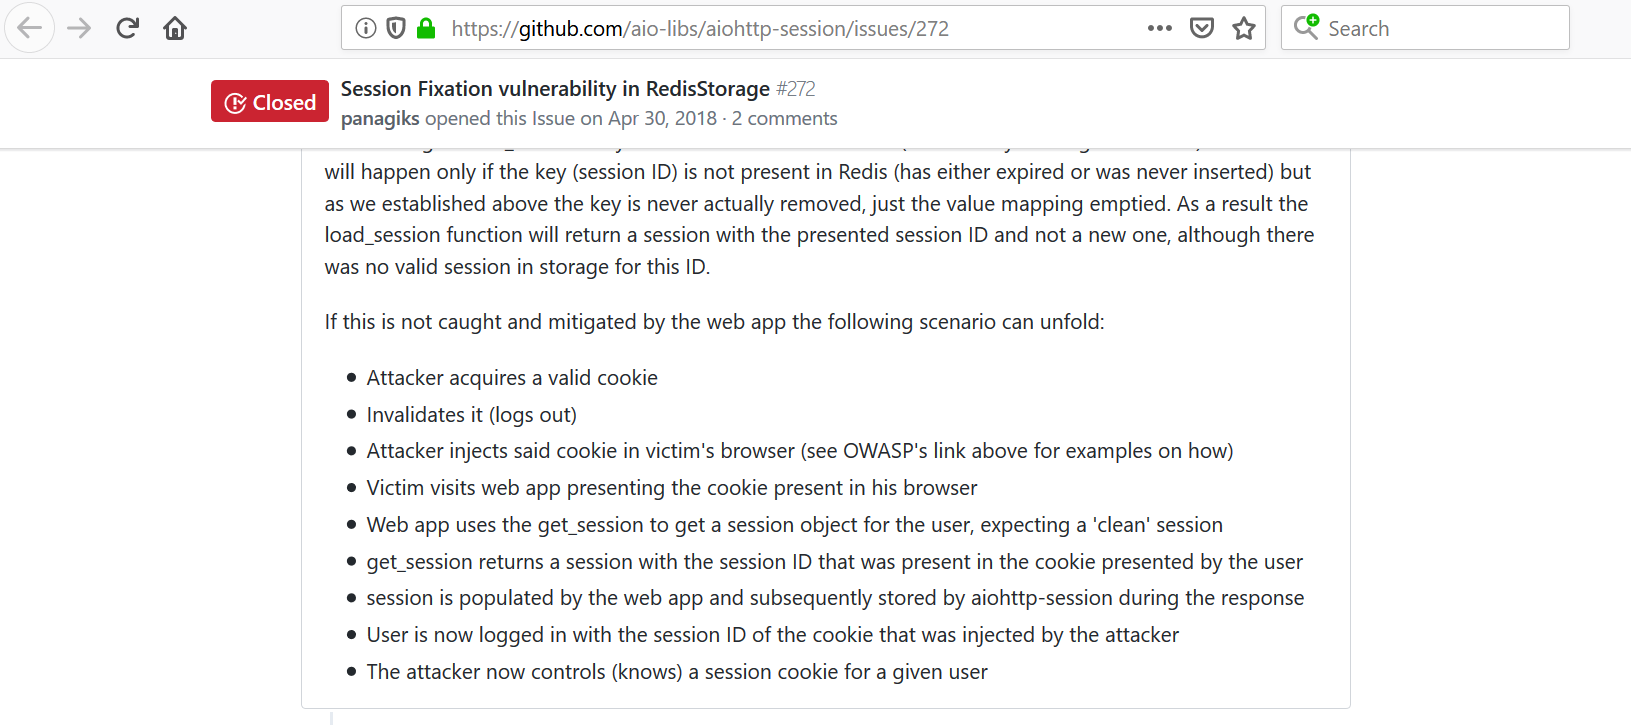 https://github.com/aio-libs/aiohttp-session/issues/272
Search
Closed
Session Fixation vulnerability in RedisStorage #272
panagiks opened this Issue on Apr 30, 2018 · 2 comments
will happen only if the key (session ID) is not present in Redis (has either expired or was never inserted) but
as we established above the key is never actually removed, just the value mapping emptied. As a result the
load_session function will return a session with the presented session ID and not a new one, although there
was no valid session in storage for this ID.
If this is not caught and mitigated by the web app the following scenario can unfold:
• Attacker acquires a valid cookie
• Invalidates it (logs out)
• Attacker injects said cookie in victim's browser (see OWASP's link above for examples on how)
• Victim visits web app presenting the cookie present in his browser
• Web app uses the get_session to get a session object for the user, expecting a 'clean' session
• get_session returns a session with the session ID that was present in the cookie presented by the user
• session is populated by the web app and subsequently stored by aiohttp-session during the response
• User is now logged in with the session ID of the cookie that was injected by the attacker
• The attacker now controls (knows) a session cookie for a given user